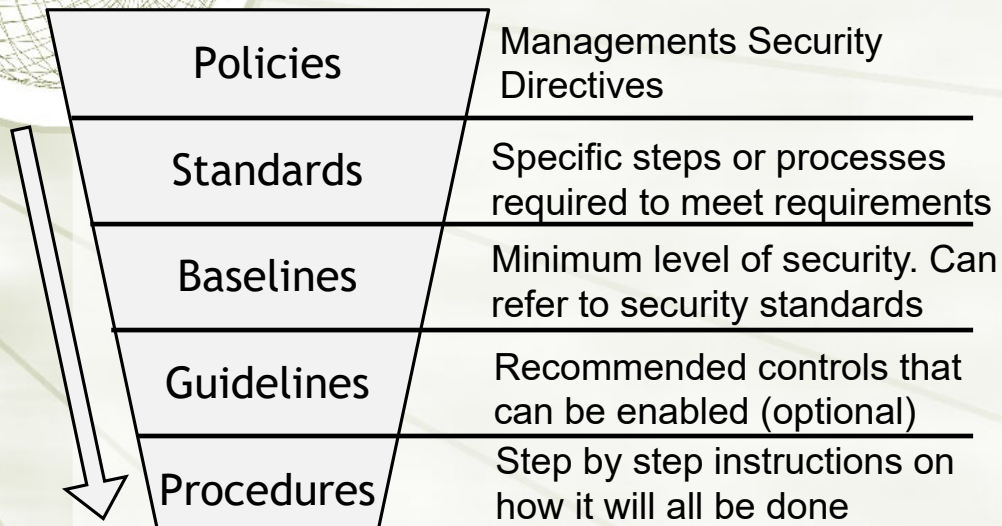 Policies
Managements Security
Directives
Standards
Specific steps or processes
required to meet requirements
Baselines
Minimum level of security. Can
refer to security standards
Guidelines
Recommended controls that
can be enabled (optional)
Procedures
Step by step instructions on
how it will all be done